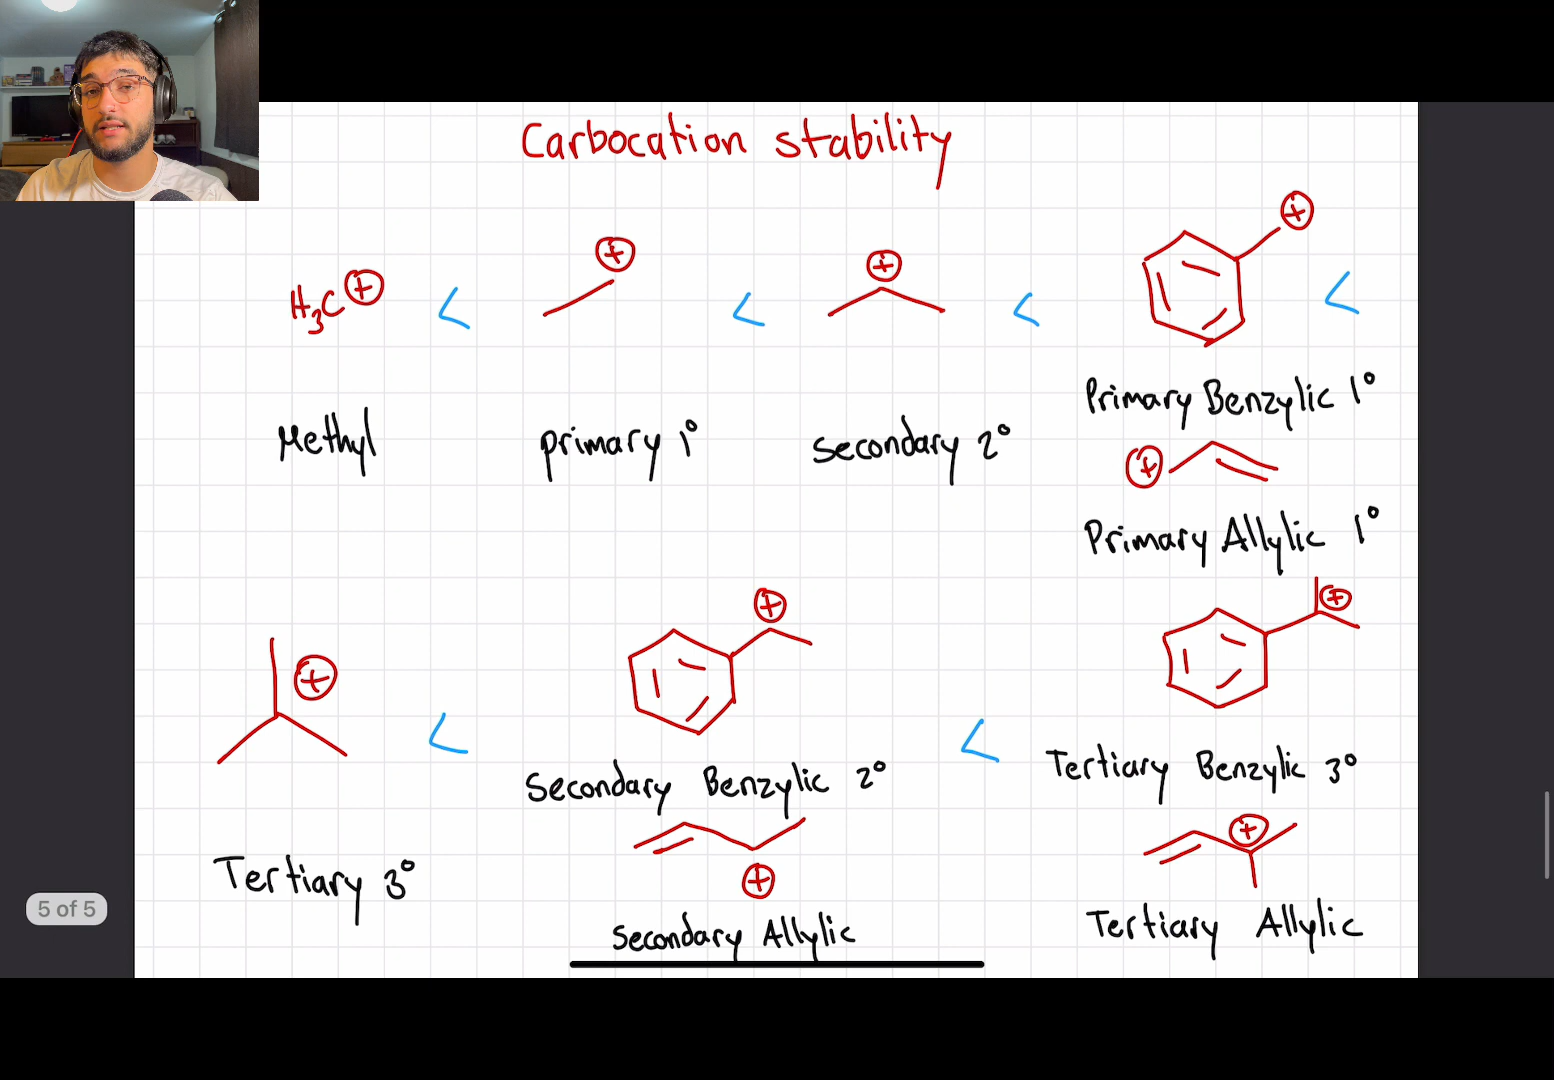 Carbocation stability
H₃C⊕ < ⊕ < ⊕ < ⊕ <
Methyl
primary 1°
secondary 2°
Primary Benzylic 1°
⊕
Primary Allylic 1°
⊕ < ⊕ < ⊕
Tertiary 3°
Secondary Benzylic 2°
⊕
Secondary Allylic
Tertiary Benzylic 3°
⊕
Tertiary Allylic
5 of 5